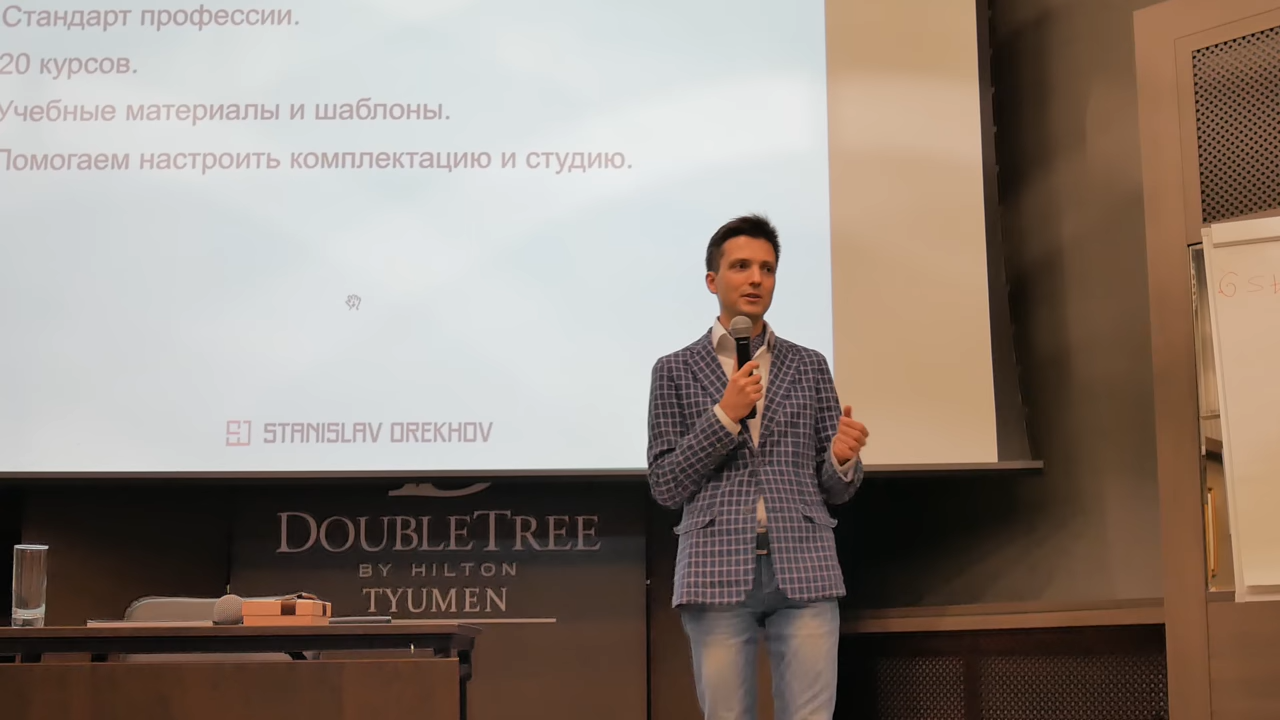 Стандарт профессии.
20 курсов.
Учебные материалы и шаблоны.
Помогаем настроить комплектацию и студию.
STANISLAV OREKHOV
DOUBLETREE
BY HILTON
TYUMEN